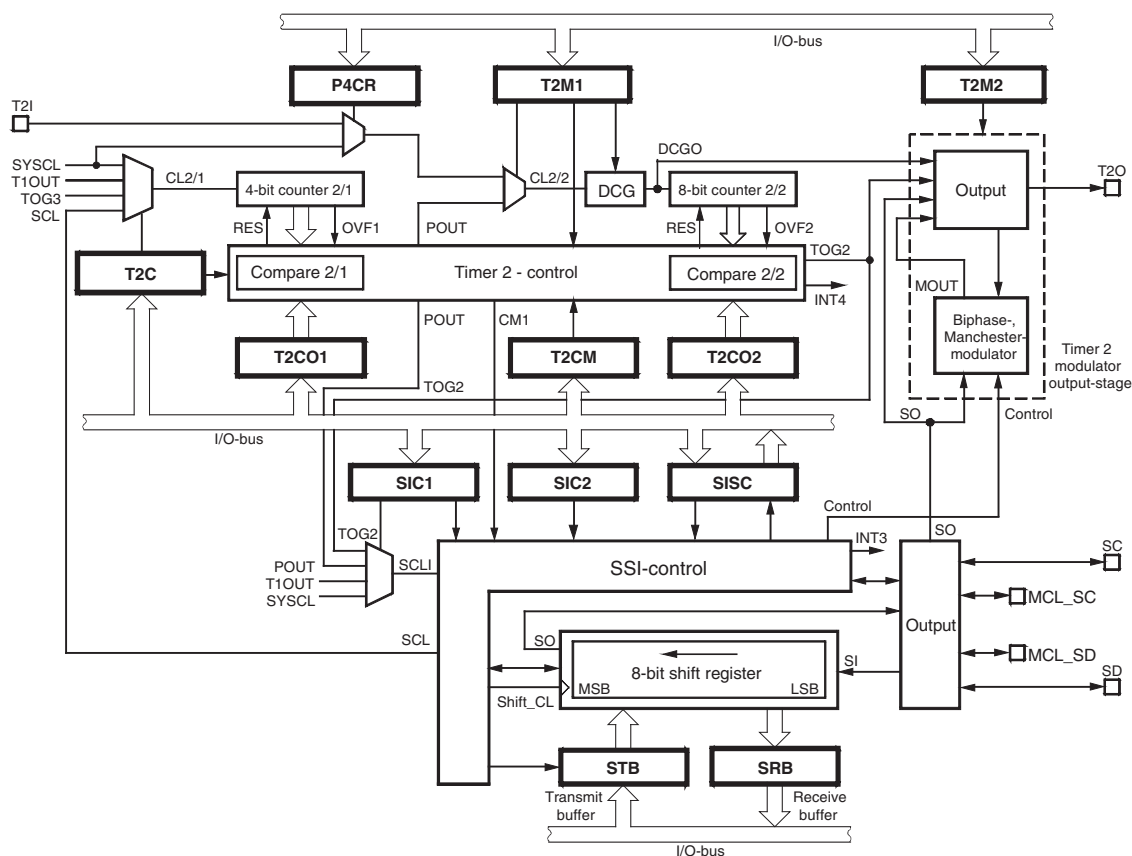 I/O-bus
P4CR
T2M1
T2M2
T2I
SYSCL
T1OUT
TOG3
SCL
CL2/1
4-bit counter 2/1
CL2/2
DCG
DCGO
8-bit counter 2/2
Output
T2O
RES
OVF1
POUT
RES
OVF2
TOG2
T2C
Compare 2/1
Timer 2 - control
Compare 2/2
INT4
MOUT
Biphase-,
Manchester-
modulator
Timer 2
modulator
output-stage
POUT
CM1
T2CO1
T2CM
T2CO2
TOG2
SO
Control
I/O-bus
SIC1
SIC2
SISC
Control
TOG2
INT3
SO
SC
POUT
T1OUT
SYSCL
SCLI
SSI-control
MCL_SC
Output
SCL
SO
SI
MCL_SD
SD
8-bit shift register
MSB
LSB
Shift_CL
STB
SRB
Transmit
buffer
Receive
buffer
I/O-bus